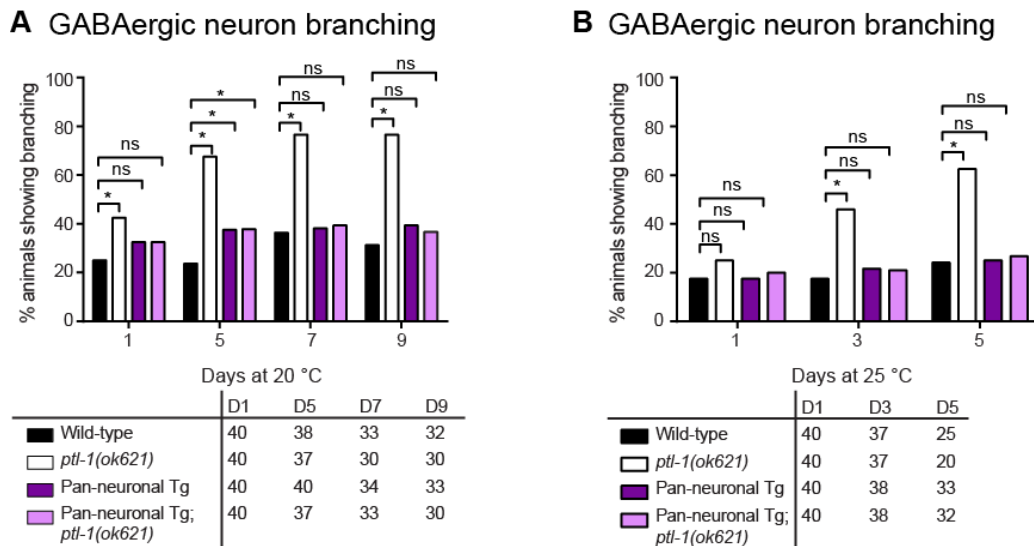 A GABAergic neuron branching
% animals showing branching
100
80
60
40
20
0
ns
ns
*
*
*
*
ns
ns
*
ns
ns
*
1 5 7 9
Days at 20 °C
D1 D5 D7 D9
Wild-type 40 38 33 32
ptl-1(ok621) 40 37 30 30
Pan-neuronal Tg 40 40 34 33
Pan-neuronal Tg; 40 37 33 30
ptl-1(ok621)
B GABAergic neuron branching
% animals showing branching
100
80
60
40
20
0
ns
ns
ns
ns
ns
*
ns
ns
*
1 3 5
Days at 25 °C
D1 D3 D5
Wild-type 40 37 25
ptl-1(ok621) 40 37 20
Pan-neuronal Tg 40 38 33
Pan-neuronal Tg; 40 38 32
ptl-1(ok621)